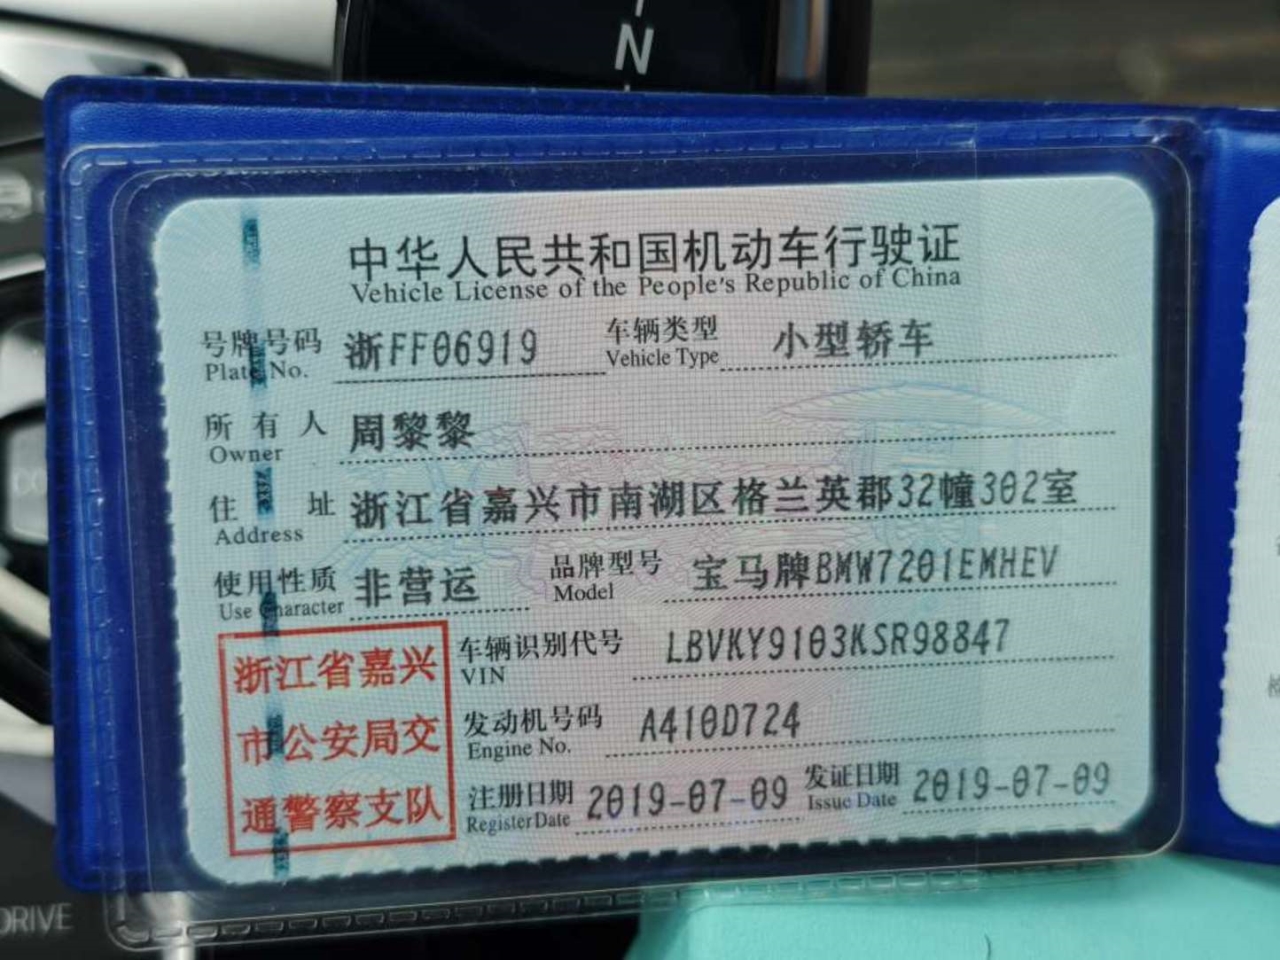 N
中华人民共和国机动车行驶证
Vehicle License of the People's Republic of China
号牌号码 浙FF06919 车辆类型 小型轿车
Plate No. Vehicle Type
所有人 周黎黎
Owner
住址 浙江省嘉兴市南湖区格兰英郡32幢302室
Address
使用性质 非营运 品牌型号 宝马牌BMW7201EMHEV
Use Character Model
浙江省嘉兴 车辆识别代号 LBVKY9103KSR98847
VIN
市公安局交 发动机号码 A410D724
Engine No.
通警察支队 注册日期 2019-07-09 发证日期 2019-07-09
Register Date Issue Date
DRIVE